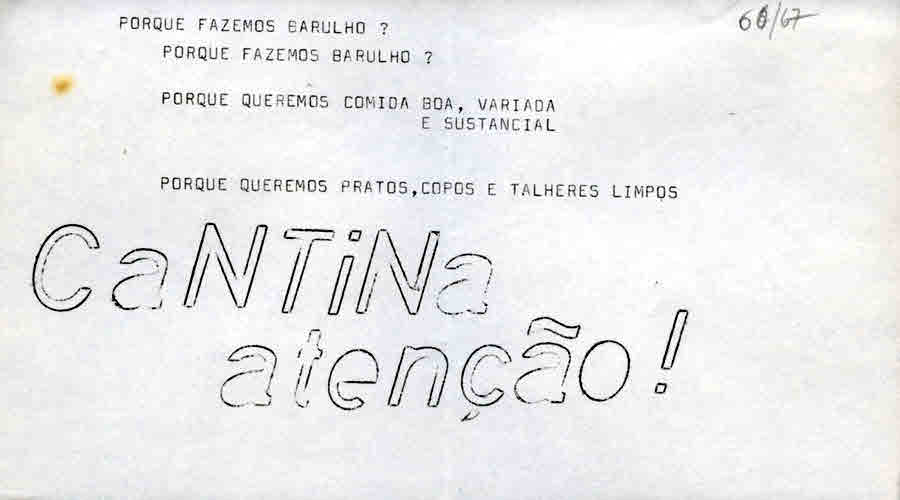 66/67
PORQUE FAZEMOS BARULHO ?
PORQUE FAZEMOS BARULHO ?
PORQUE QUEREMOS COMIDA BOA, VARIADA
E SUSTANCIAL
PORQUE QUEREMOS PRATOS,COPOS E TALHERES LIMPOS
CaNTiNa
atenção!